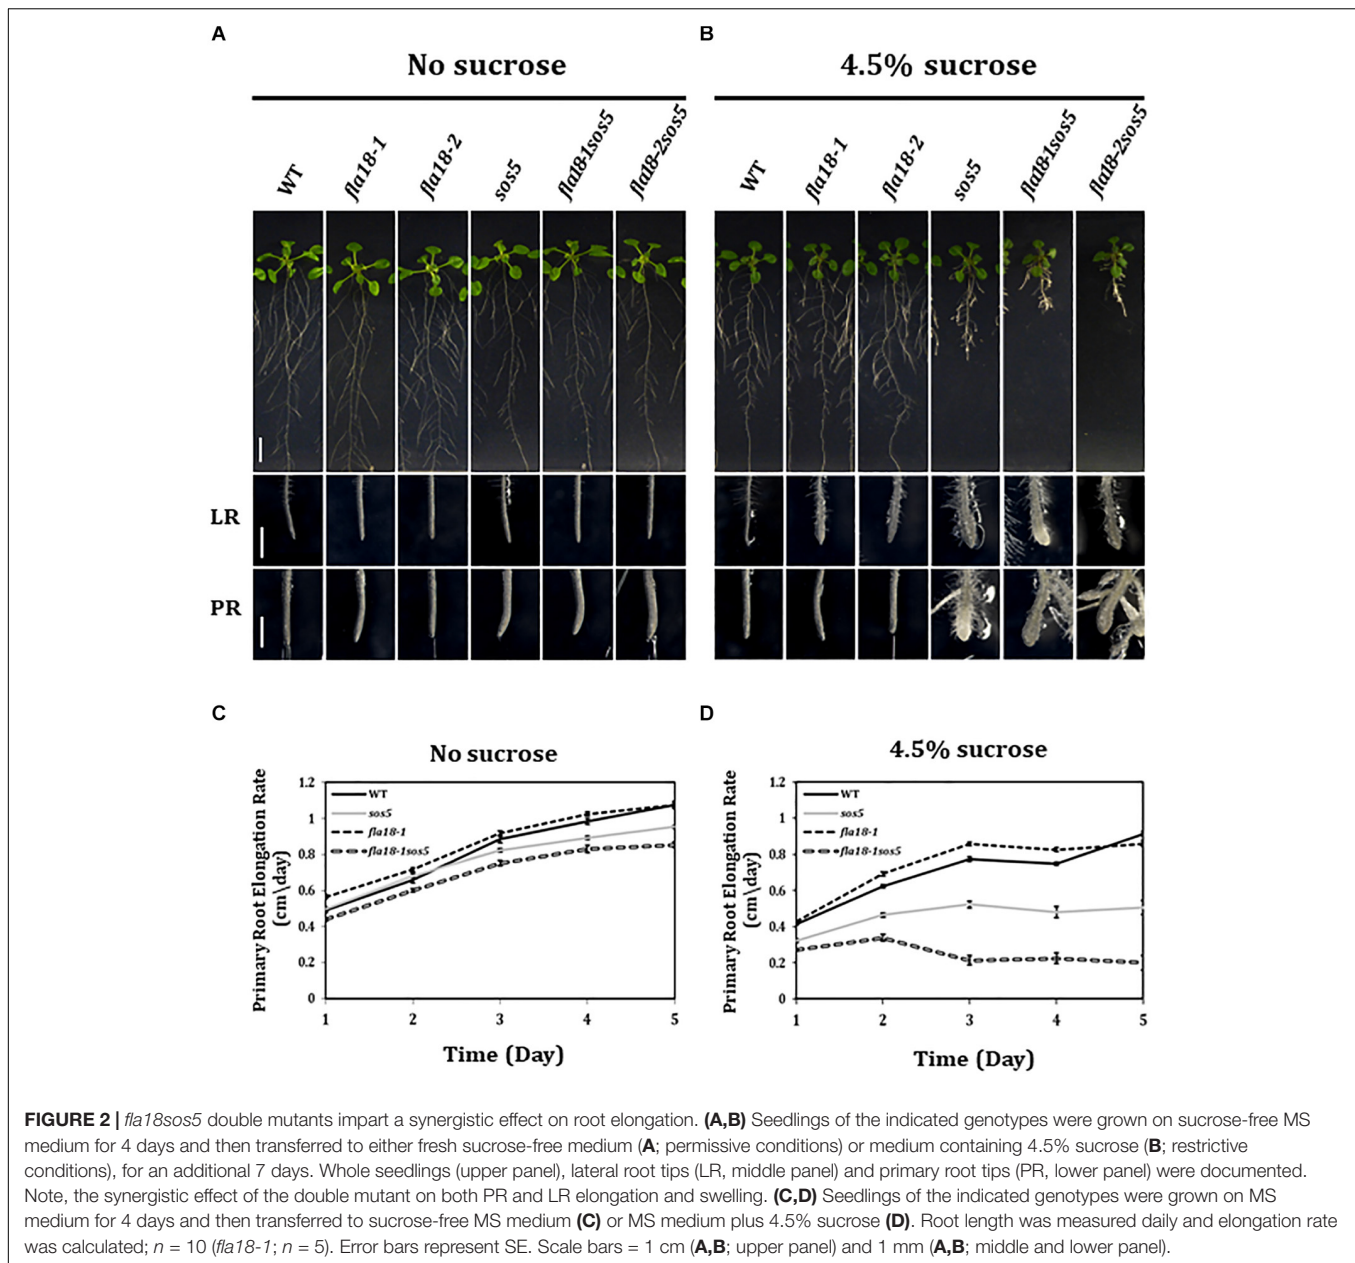 A
B
No sucrose
4.5% sucrose
WT
fla18-1
fla18-2
sos5
fla18-1sos5
fla18-2sos5
WT
fla18-1
fla18-2
sos5
fla18-1sos5
fla18-2sos5
LR
PR
C
D
No sucrose
Primary Root Elongation Rate
(cm\day)
1.2
1
0.8
0.6
0.4
0.2
0
WT
sos5
fla18-1
fla18-1sos5
1 2 3 4 5
Time (Day)
4.5% sucrose
Primary Root Elongation Rate
(cm\day)
1.2
1
0.8
0.6
0.4
0.2
0
WT
sos5
fla18-1
fla18-1sos5
1 2 3 4 5
Time (Day)
FIGURE 2 | fla18sos5 double mutants impart a synergistic effect on root elongation. (A,B) Seedlings of the indicated genotypes were grown on sucrose-free MS
medium for 4 days and then transferred to either fresh sucrose-free medium (A; permissive conditions) or medium containing 4.5% sucrose (B; restrictive
conditions), for an additional 7 days. Whole seedlings (upper panel), lateral root tips (LR, middle panel) and primary root tips (PR, lower panel) were documented.
Note, the synergistic effect of the double mutant on both PR and LR elongation and swelling. (C,D) Seedlings of the indicated genotypes were grown on MS
medium for 4 days and then transferred to sucrose-free MS medium (C) or MS medium plus 4.5% sucrose (D). Root length was measured daily and elongation rate
was calculated; n = 10 (fla18-1; n = 5). Error bars represent SE. Scale bars = 1 cm (A,B; upper panel) and 1 mm (A,B; middle and lower panel).